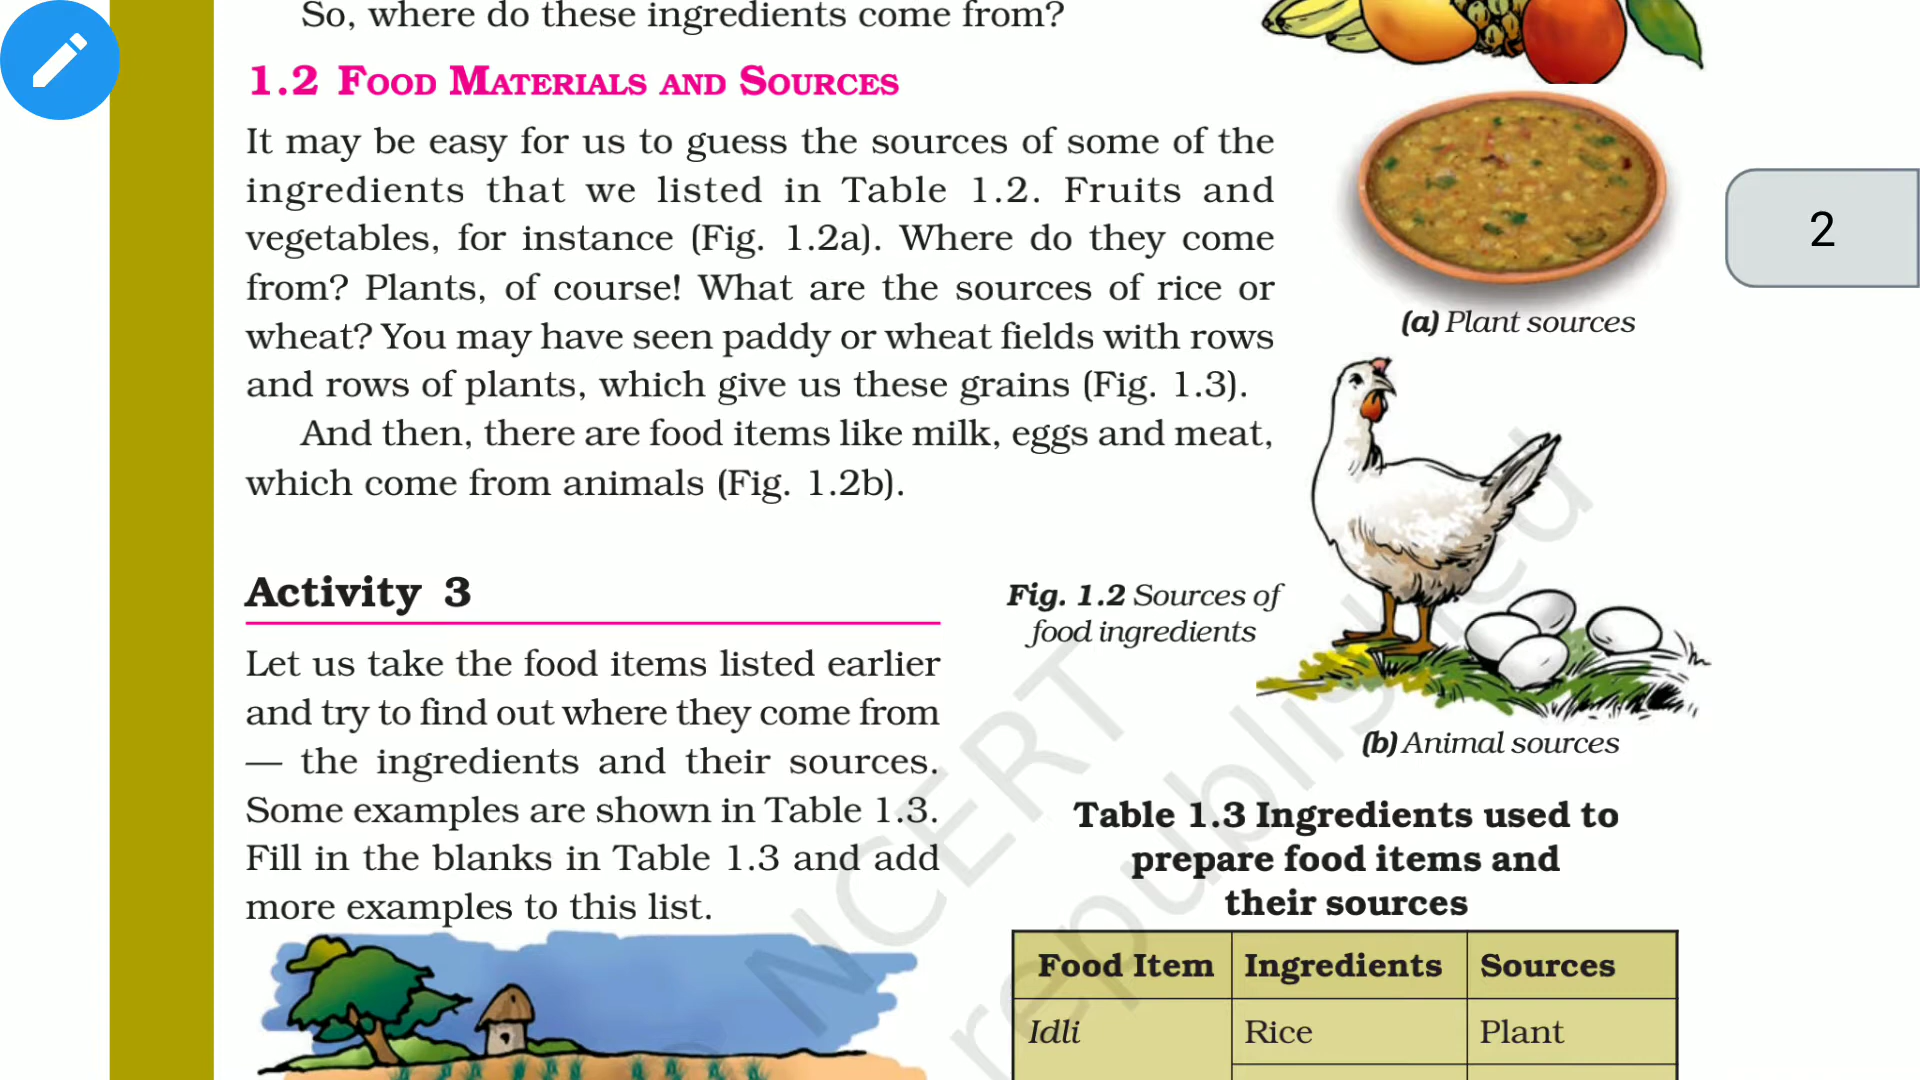 So, where do these ingredients come from?
1.2 FOOD MATERIALS AND SOURCES
It may be easy for us to guess the sources of some of the
ingredients that we listed in Table 1.2. Fruits and
vegetables, for instance (Fig. 1.2a). Where do they come
from? Plants, of course! What are the sources of rice or
wheat? You may have seen paddy or wheat fields with rows
and rows of plants, which give us these grains (Fig. 1.3).
And then, there are food items like milk, eggs and meat,
which come from animals (Fig. 1.2b).
2
(a) Plant sources
Activity 3
Let us take the food items listed earlier
and try to find out where they come from
— the ingredients and their sources.
Some examples are shown in Table 1.3.
Fill in the blanks in Table 1.3 and add
more examples to this list.
Fig. 1.2 Sources of
food ingredients
(b) Animal sources
Table 1.3 Ingredients used to
prepare food items and
their sources
Food Item Ingredients Sources
Idli Rice Plant
NCERT
republished